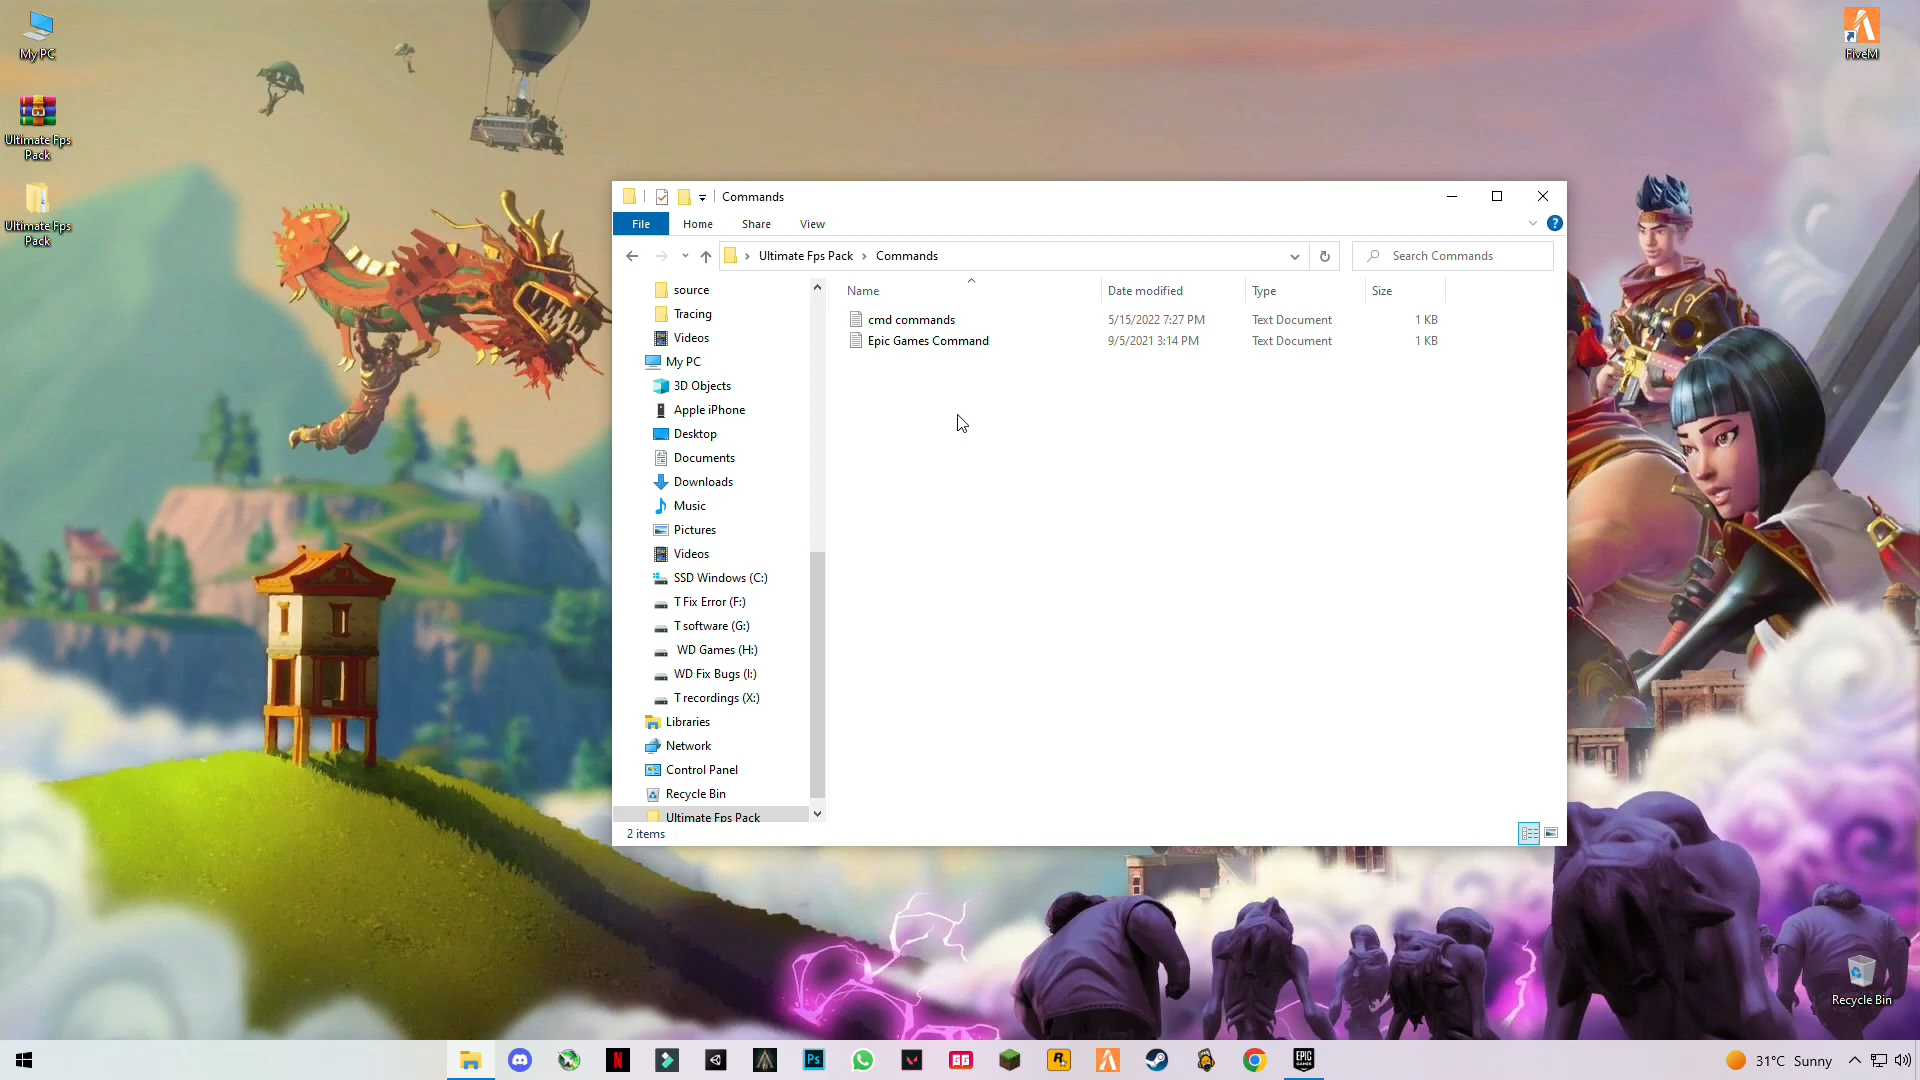 My PC
Ultimate Fps
Pack
Ultimate Fps
Pack
FiveM
Commands
File
Home
Share
View
?
Ultimate Fps Pack
Commands
Search Commands
source
Tracing
Videos
My PC
3D Objects
Apple iPhone
Desktop
Documents
Downloads
Music
Pictures
Videos
SSD Windows (C:)
T Fix Error (F:)
T software (G:)
WD Games (H:)
WD Fix Bugs (I:)
T recordings (X:)
Libraries
Network
Control Panel
Recycle Bin
Ultimate Fps Pack
Name Date modified Type Size
cmd commands 5/15/2022 7:27 PM Text Document 1 KB
Epic Games Command 9/5/2021 3:14 PM Text Document 1 KB
2 items
Recycle Bin
N
Ps
GG
R
EPIC
GAMES
31°C Sunny